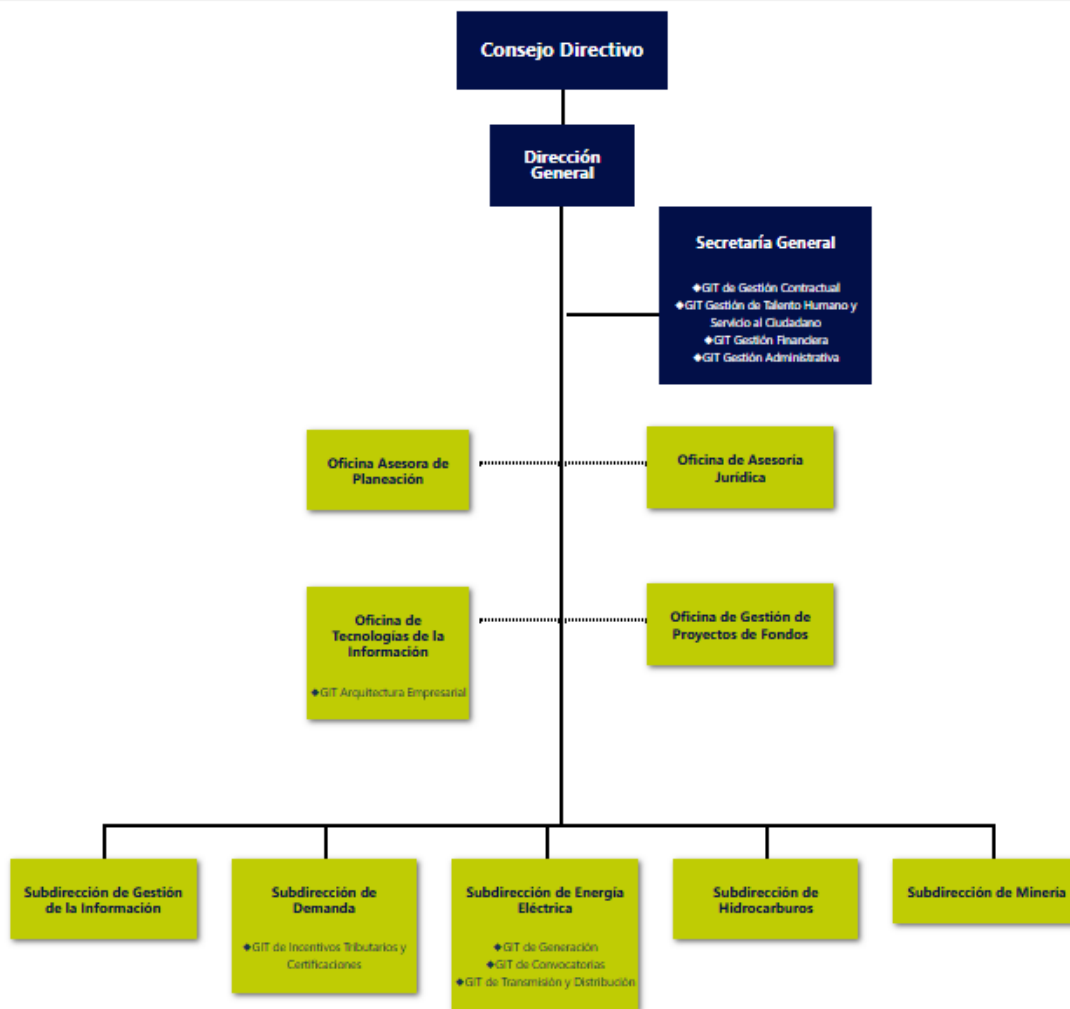 Consejo Directivo
Dirección
General
Secretaría General
◆GIT de Gestión Contractual
◆GIT Gestión de Talento Humano y
Servicio al Ciudadano
◆GIT Gestión Financiera
◆GIT Gestión Administrativa
Oficina Asesora de
Planeación
Oficina de Asesoría
Jurídica
Oficina de
Tecnologías de la
Información
◆GIT Arquitectura Empresarial
Oficina de Gestión de
Proyectos de Fondos
Subdirección de Gestión
de la Información
Subdirección de
Demanda
◆GIT de Incentivos Tributarios y
Certificaciones
Subdirección de Energía
Eléctrica
◆GIT de Generación
◆GIT de Convocatorias
◆GIT de Transmisión y Distribución
Subdirección de
Hidrocarburos
Subdirección de Minería